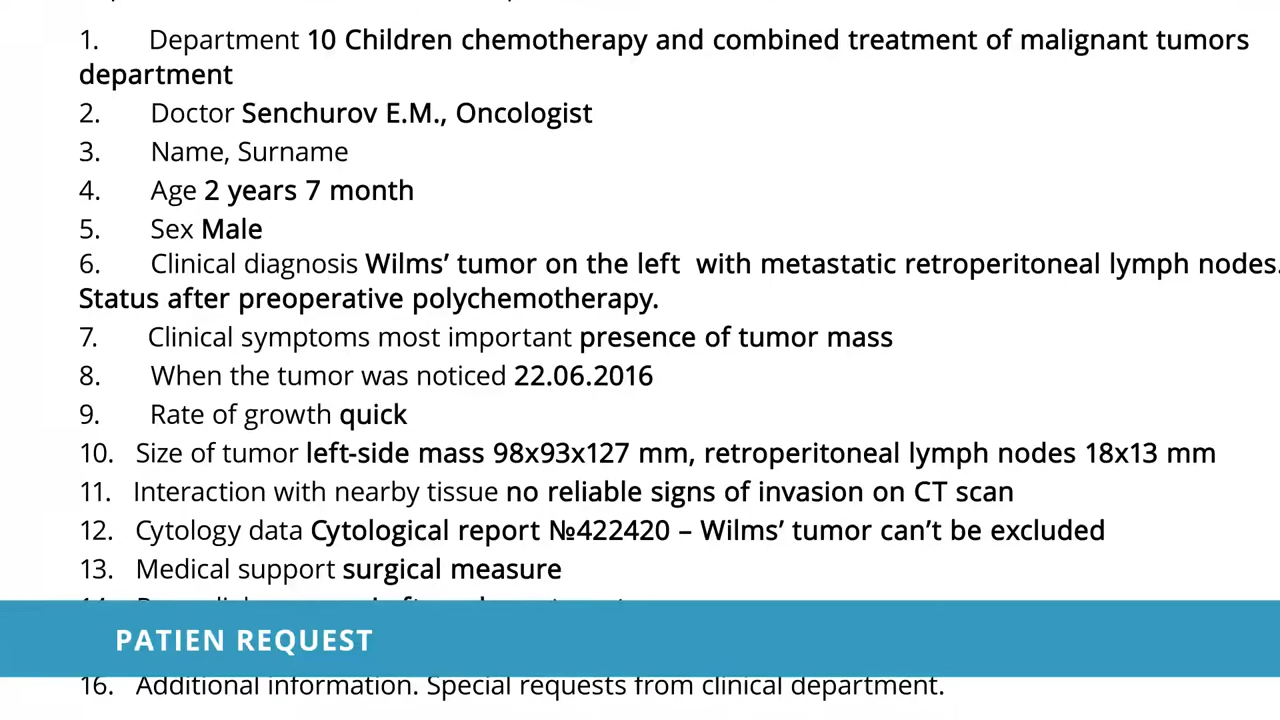 1. Department 10 Children chemotherapy and combined treatment of malignant tumors
department
2. Doctor Senchurov E.M., Oncologist
3. Name, Surname
4. Age 2 years 7 month
5. Sex Male
6. Clinical diagnosis Wilms’ tumor on the left with metastatic retroperitoneal lymph nodes.
Status after preoperative polychemotherapy.
7. Clinical symptoms most important presence of tumor mass
8. When the tumor was noticed 22.06.2016
9. Rate of growth quick
10. Size of tumor left-side mass 98x93x127 mm, retroperitoneal lymph nodes 18x13 mm
11. Interaction with nearby tissue no reliable signs of invasion on CT scan
12. Cytology data Cytological report №422420 – Wilms’ tumor can’t be excluded
13. Medical support surgical measure
PATIEN REQUEST
16. Additional information. Special requests from clinical department.